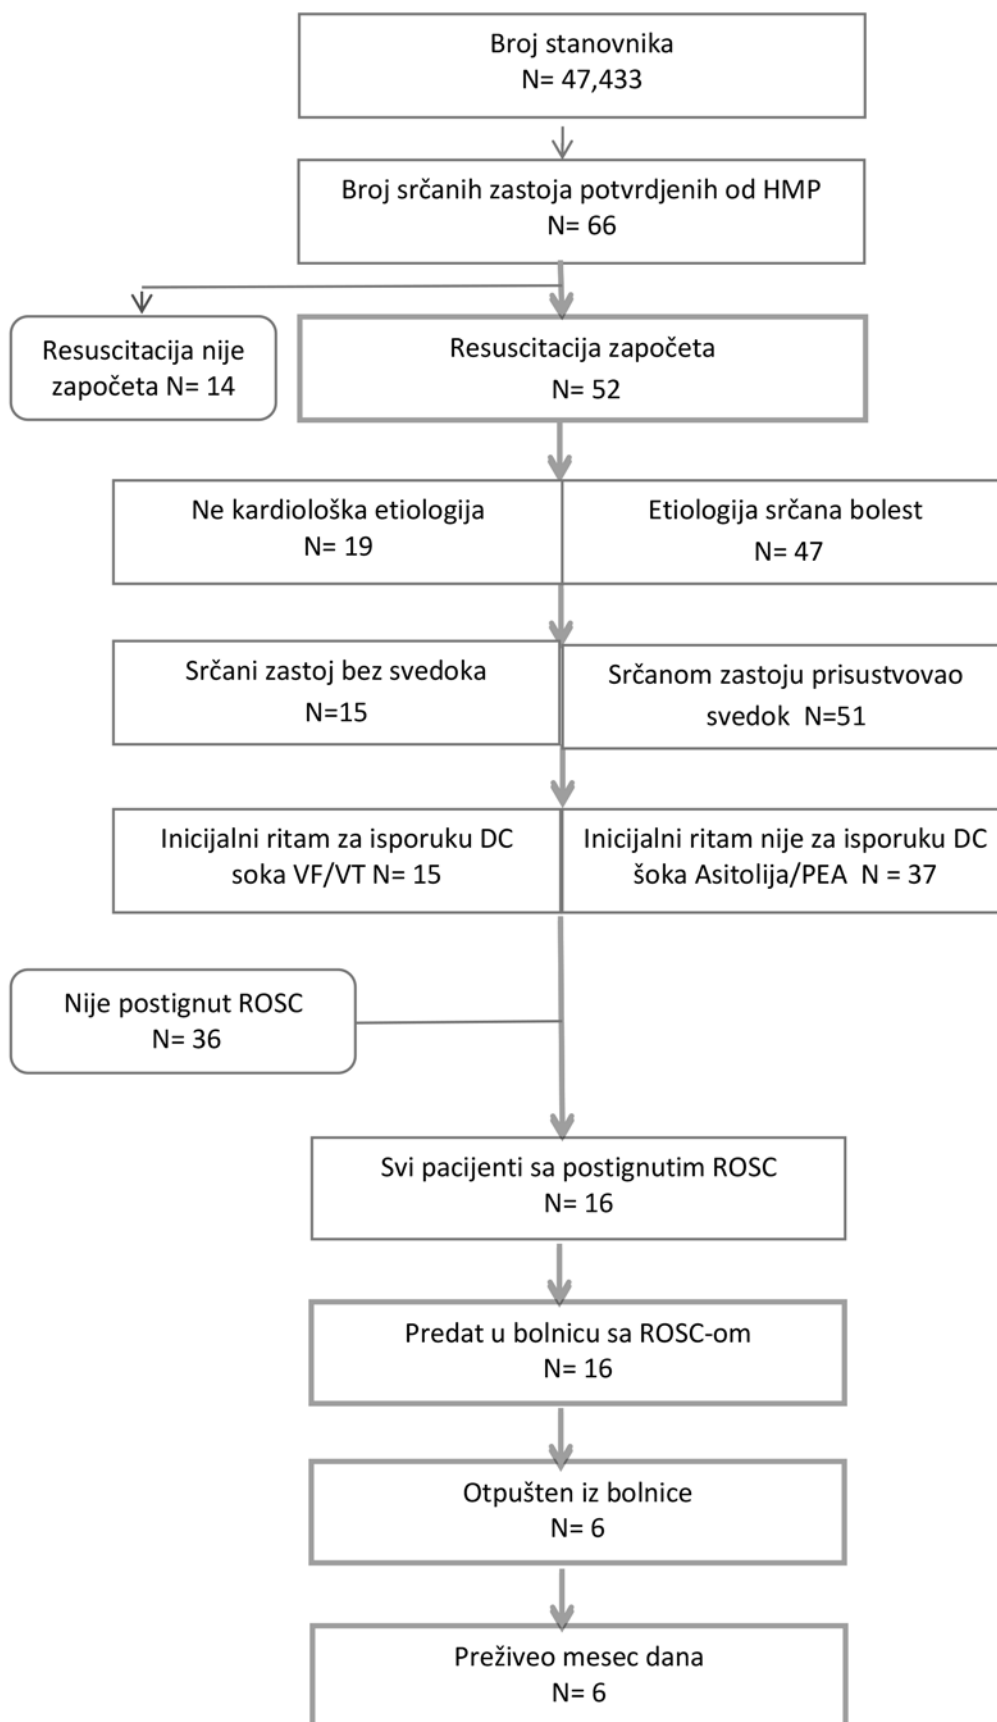 Broj stanovnika
N= 47,433
Broj srčanih zastoja potvrdjenih od HMP
N= 66
Resuscitacija nije
započeta N= 14
Resuscitacija započeta
N= 52
Ne kardiološka etiologija
N= 19
Etiologija srčana bolest
N= 47
Srčani zastoj bez svedoka
N=15
Srčanom zastoju prisustvovao
svedok N=51
Inicijalni ritam za isporuku DC
soka VF/VT N= 15
Inicijalni ritam nije za isporuku DC
šoka Asitolija/PEA N = 37
Nije postignut ROSC
N= 36
Svi pacijenti sa postignutim ROSC
N= 16
Predat u bolnicu sa ROSC-om
N= 16
Otpušten iz bolnice
N= 6
Preživeo mesec dana
N= 6